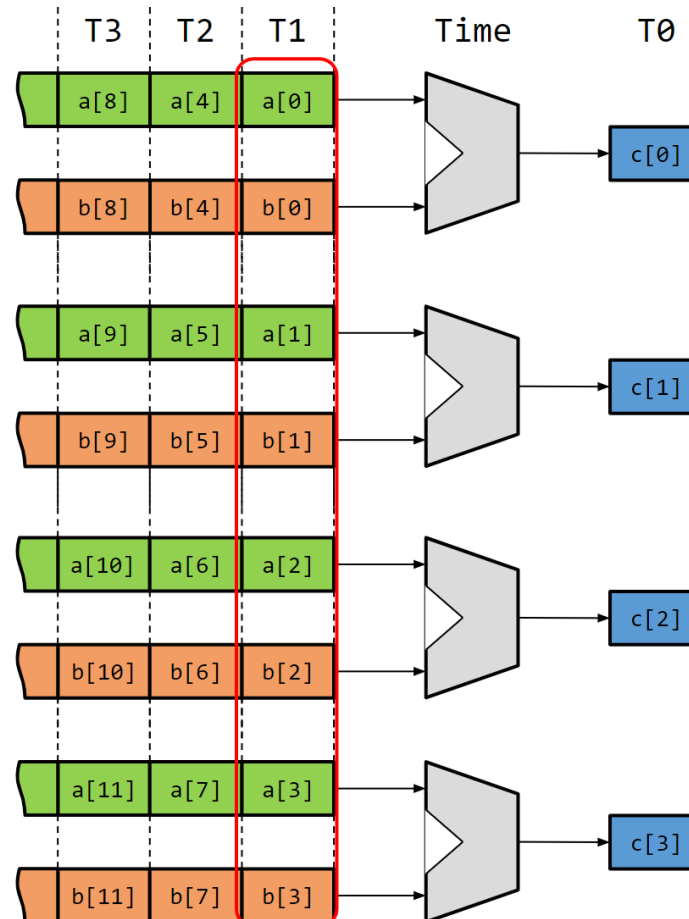 T3 T2 T1 Time T0
a[8] a[4] a[0]
c[0]
b[8] b[4] b[0]
a[9] a[5] a[1]
c[1]
b[9] b[5] b[1]
a[10] a[6] a[2]
c[2]
b[10] b[6] b[2]
a[11] a[7] a[3]
c[3]
b[11] b[7] b[3]